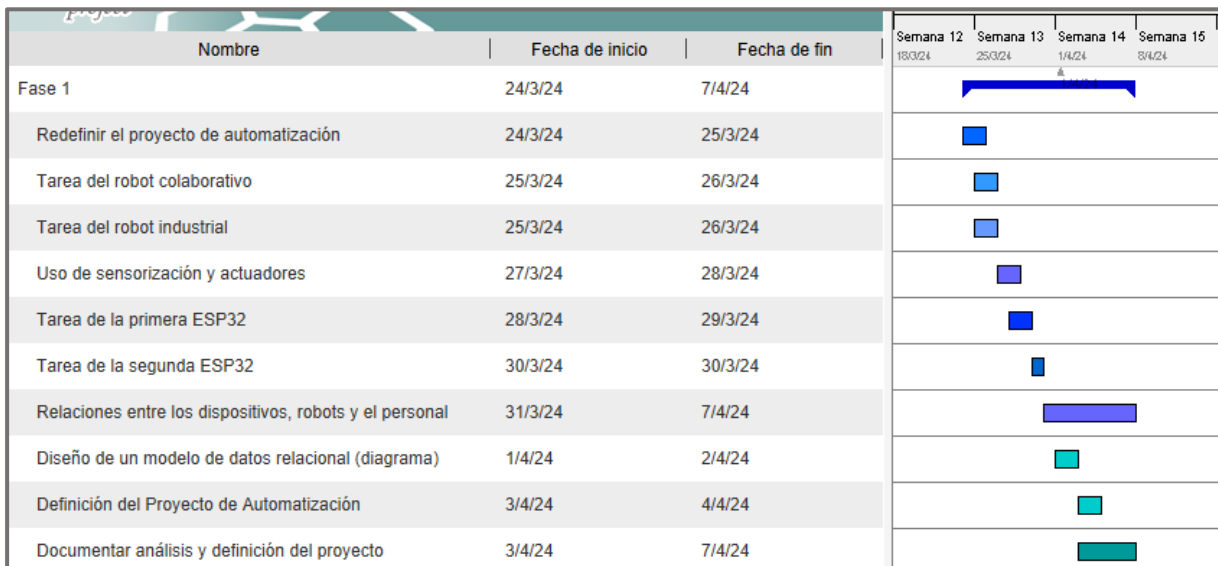 project
Semana 12 Semana 13 Semana 14 Semana 15
18/3/24 25/3/24 1/4/24 8/4/24
Nombre Fecha de inicio Fecha de fin
Fase 1 24/3/24 7/4/24
Redefinir el proyecto de automatización 24/3/24 25/3/24
Tarea del robot colaborativo 25/3/24 26/3/24
Tarea del robot industrial 25/3/24 26/3/24
Uso de sensorización y actuadores 27/3/24 28/3/24
Tarea de la primera ESP32 28/3/24 29/3/24
Tarea de la segunda ESP32 30/3/24 30/3/24
Relaciones entre los dispositivos, robots y el personal 31/3/24 7/4/24
Diseño de un modelo de datos relacional (diagrama) 1/4/24 2/4/24
Definición del Proyecto de Automatización 3/4/24 4/4/24
Documentar análisis y definición del proyecto 3/4/24 7/4/24